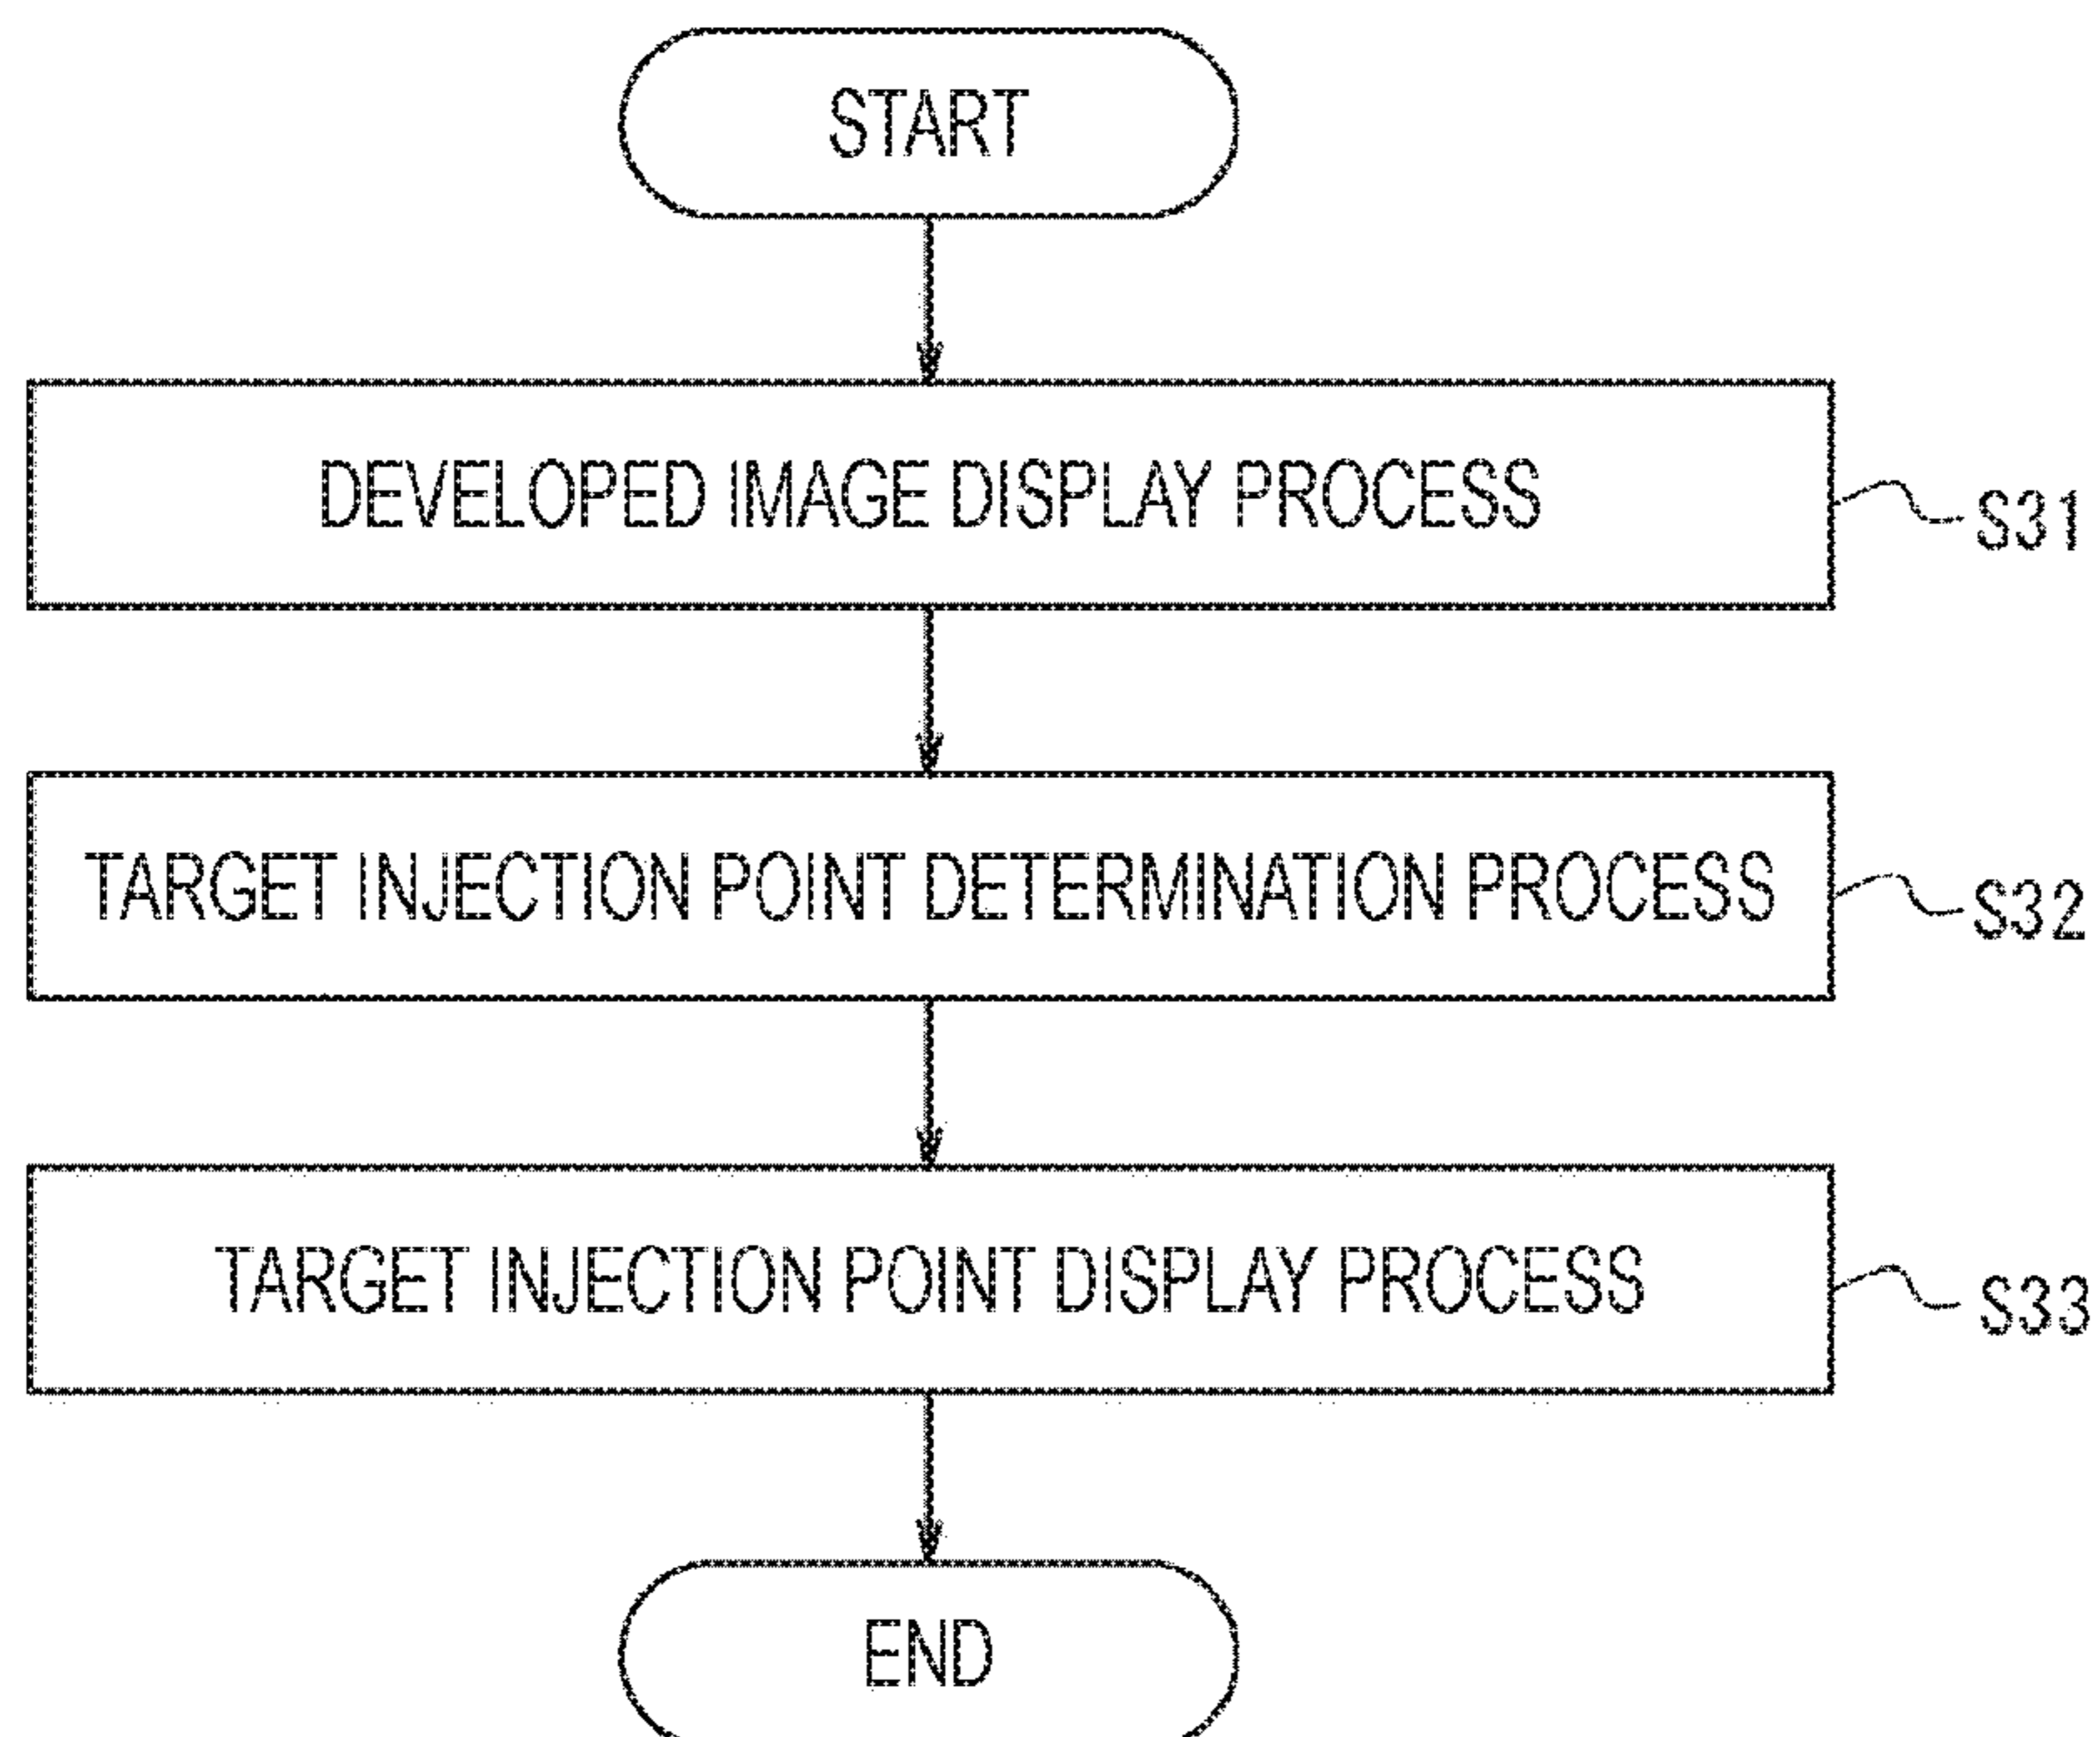 START
DEVELOPED IMAGE DISPLAY PROCESS
S31
TARGET INJECTION POINT DETERMINATION PROCESS
S32
TARGET INJECTION POINT DISPLAY PROCESS
S33
END